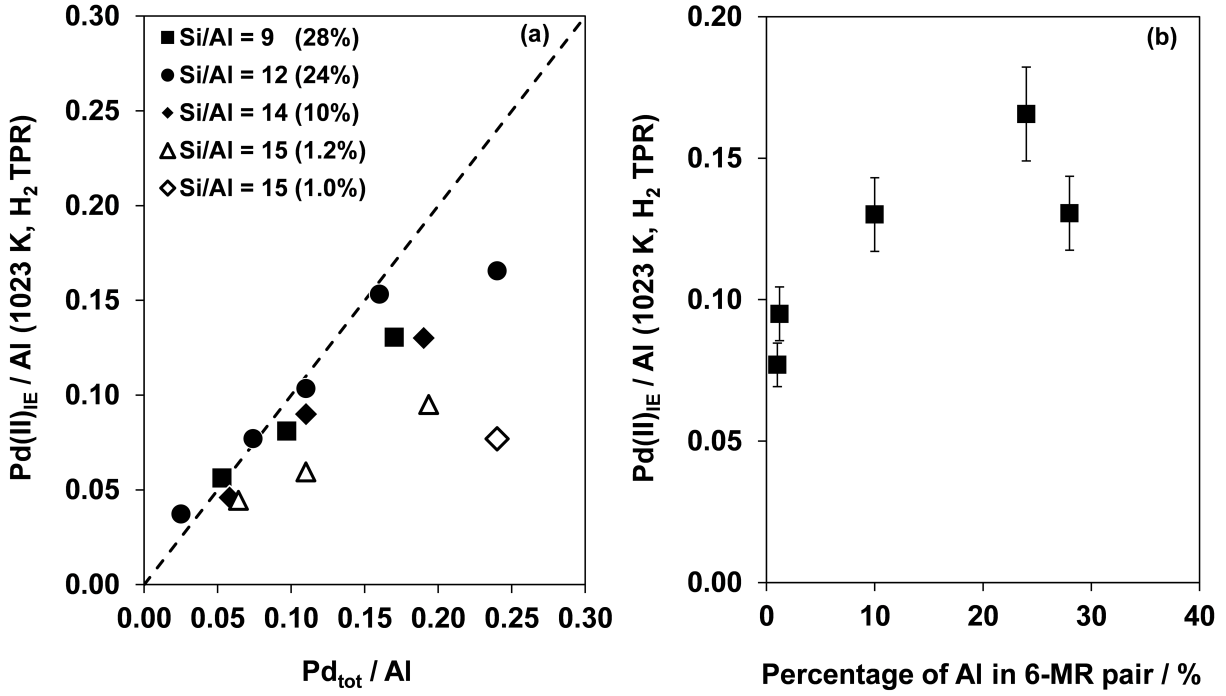 (a)
Si/Al = 9 (28%)
Si/Al = 12 (24%)
Si/Al = 14 (10%)
Si/Al = 15 (1.2%)
Si/Al = 15 (1.0%)
0.30
0.25
0.20
0.15
0.10
0.05
0.00
0.00 0.05 0.10 0.15 0.20 0.25 0.30
Pd(II)IE / Al (1023 K, H2 TPR)
Pdtot / Al
(b)
0.20
0.15
0.10
0.05
0.00
0 10 20 30 40
Pd(II)IE / Al (1023 K, H2 TPR)
Percentage of Al in 6-MR pair / %